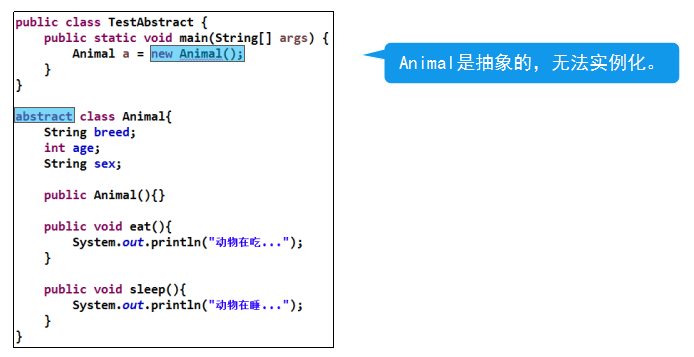 public class TestAbstract {
    public static void main(String[] args) {
        Animal a = new Animal();
    }
}
Animal是抽象的，无法实例化。
abstract class Animal{
    String breed;
    int age;
    String sex;
    public Animal(){}
    public void eat(){
        System.out.println("动物在吃...");
    }
    public void sleep(){
        System.out.println("动物在睡...");
    }
}